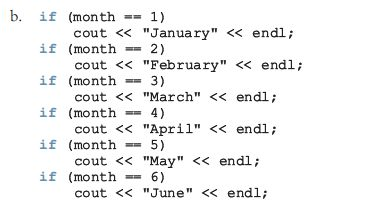 b. if (month == 1)
cout << "January" << endl;
if (month == 2)
cout << "February" << endl;
if (month == 3)
cout << "March" << endl;
if (month == 4)
cout << "April" << endl;
if (month == 5)
cout << "May" << endl;
if (month == 6)
cout << "June" << endl;